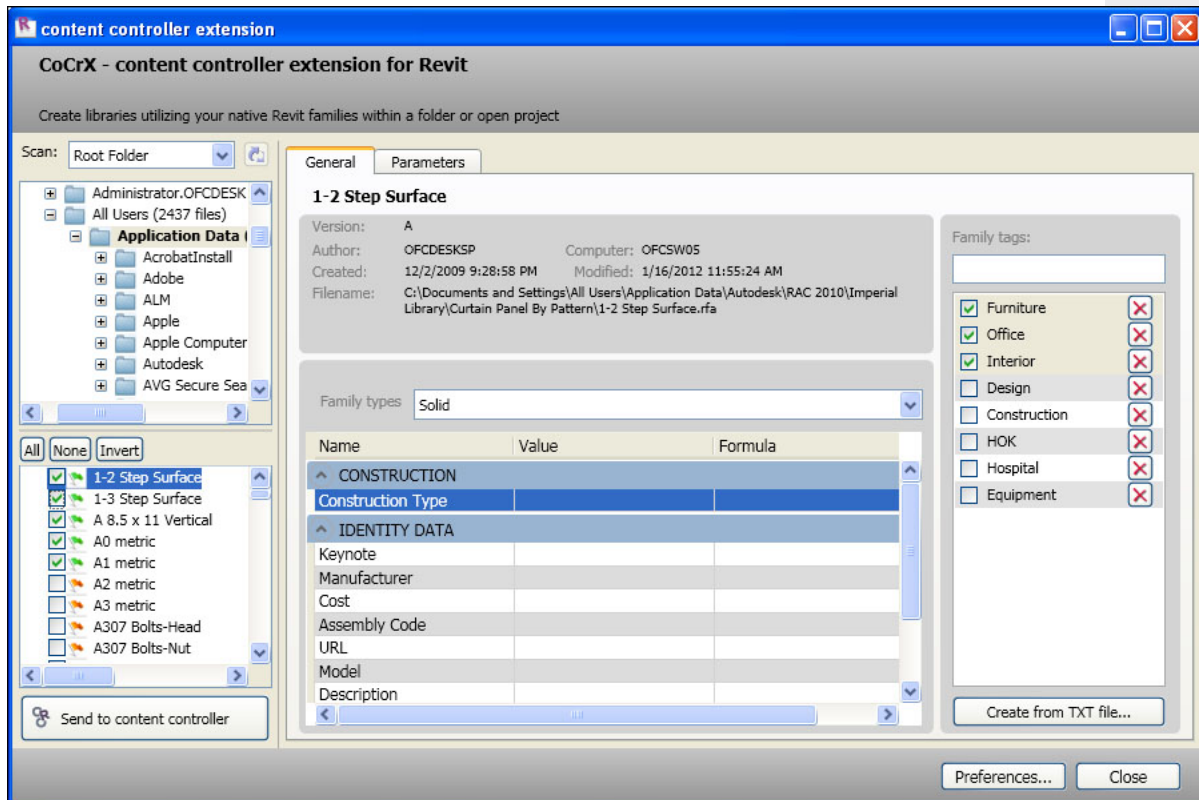 content controller extension
CoCrX - content controller extension for Revit
Create libraries utilizing your native Revit families within a folder or open project
Scan: Root Folder
Administrator.OFCDESK
All Users (2437 files)
Application Data (
AcrobatInstall
Adobe
ALM
Apple
Apple Computer
Autodesk
AVG Secure Sea
All None Invert
1-2 Step Surface
1-3 Step Surface
A 8.5 x 11 Vertical
A0 metric
A1 metric
A2 metric
A3 metric
A307 Bolts-Head
A307 Bolts-Nut
Send to content controller
General Parameters
1-2 Step Surface
Version: A
Author: OFCDESKSP Computer: OFCSW05
Created: 12/2/2009 9:28:58 PM Modified: 1/16/2012 11:55:24 AM
Filename: C:\Documents and Settings\All Users\Application Data\Autodesk\RAC 2010\Imperial
Library\Curtain Panel By Pattern\1-2 Step Surface.rfa
Family types Solid
Name Value Formula
CONSTRUCTION
Construction Type
IDENTITY DATA
Keynote
Manufacturer
Cost
Assembly Code
URL
Model
Description
Family tags:
Furniture
Office
Interior
Design
Construction
HOK
Hospital
Equipment
Create from TXT file...
Preferences... Close